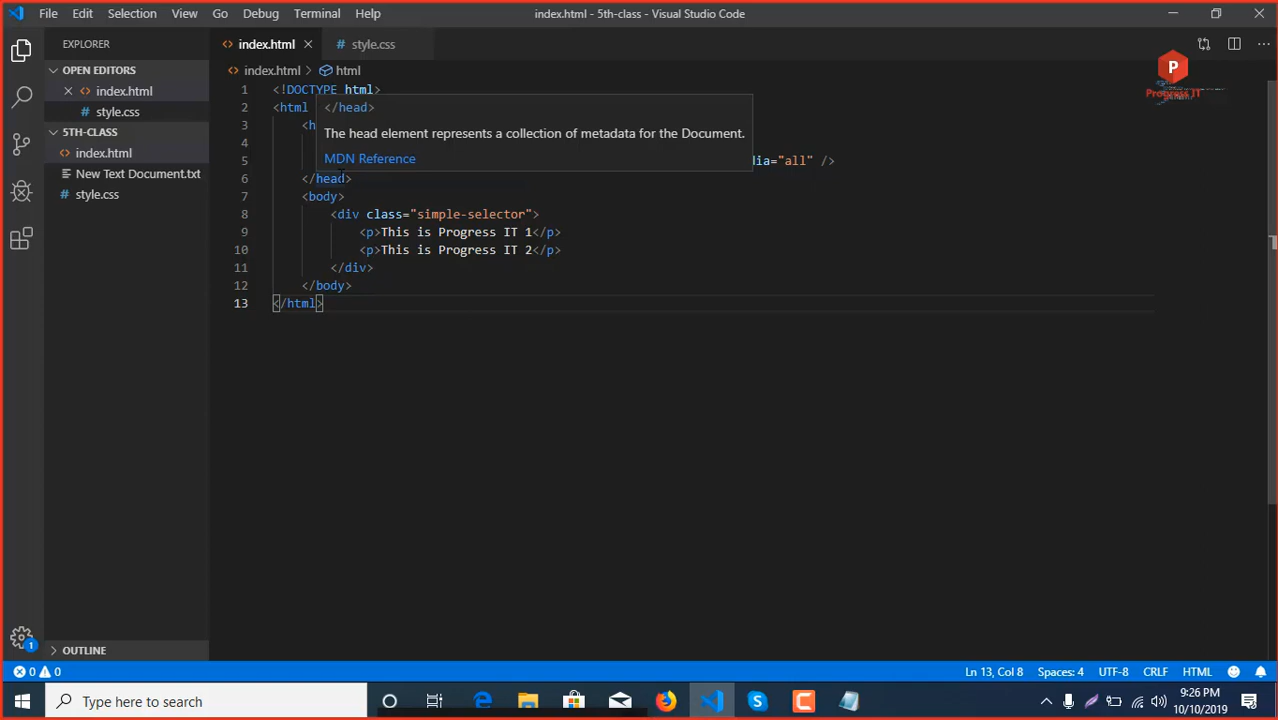 File Edit Selection View Go Debug Terminal Help index.html - 5th-class - Visual Studio Code
EXPLORER
index.html
style.css
OPEN EDITORS
index.html
style.css
5TH-CLASS
index.html
New Text Document.txt
style.css
OUTLINE
index.html html
1 <!DOCTYPE html>
2 <html
</head>
3 <h
The head element represents a collection of metadata for the Document.
4
MDN Reference
5 dia="all" />
6 </head>
7 <body>
8 <div class="simple-selector">
9 <p>This is Progress IT 1</p>
10 <p>This is Progress IT 2</p>
11 </div>
12 </body>
13 </html>
P
Progress IT
1
0 0 Ln 13, Col 8 Spaces: 4 UTF-8 CRLF HTML
Type here to search
9:26 PM
10/10/2019